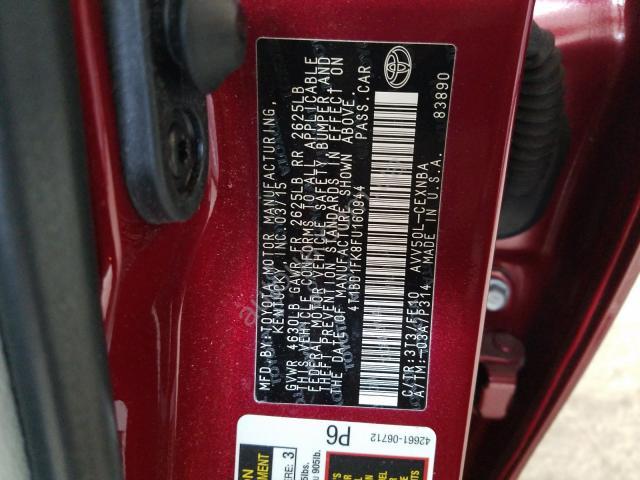 MFD.BY:TOYOTA MOTOR MANUFACTURING,
KENTUCKY, INC.03/15
GVWR 4630LB GAWR FR 2625LB RR 2625LB
THIS VEHICLE CONFORMS TO ALL APPLICABLE
FEDERAL MOTOR VEHICLE SAFETY,BUMPER,AND
THEFT PREVENTION STANDARDS IN EFFECT ON
THE DATE OF MANUFACTURE SHOWN ABOVE.
4T1BD1FK8FU160944 PASS.CAR
C/TR:3T3/FE10 AVV50L-CEXNBA
A/TM:-03A/P314 MADE IN U.S.A. 83890
42661-06712
P6
3